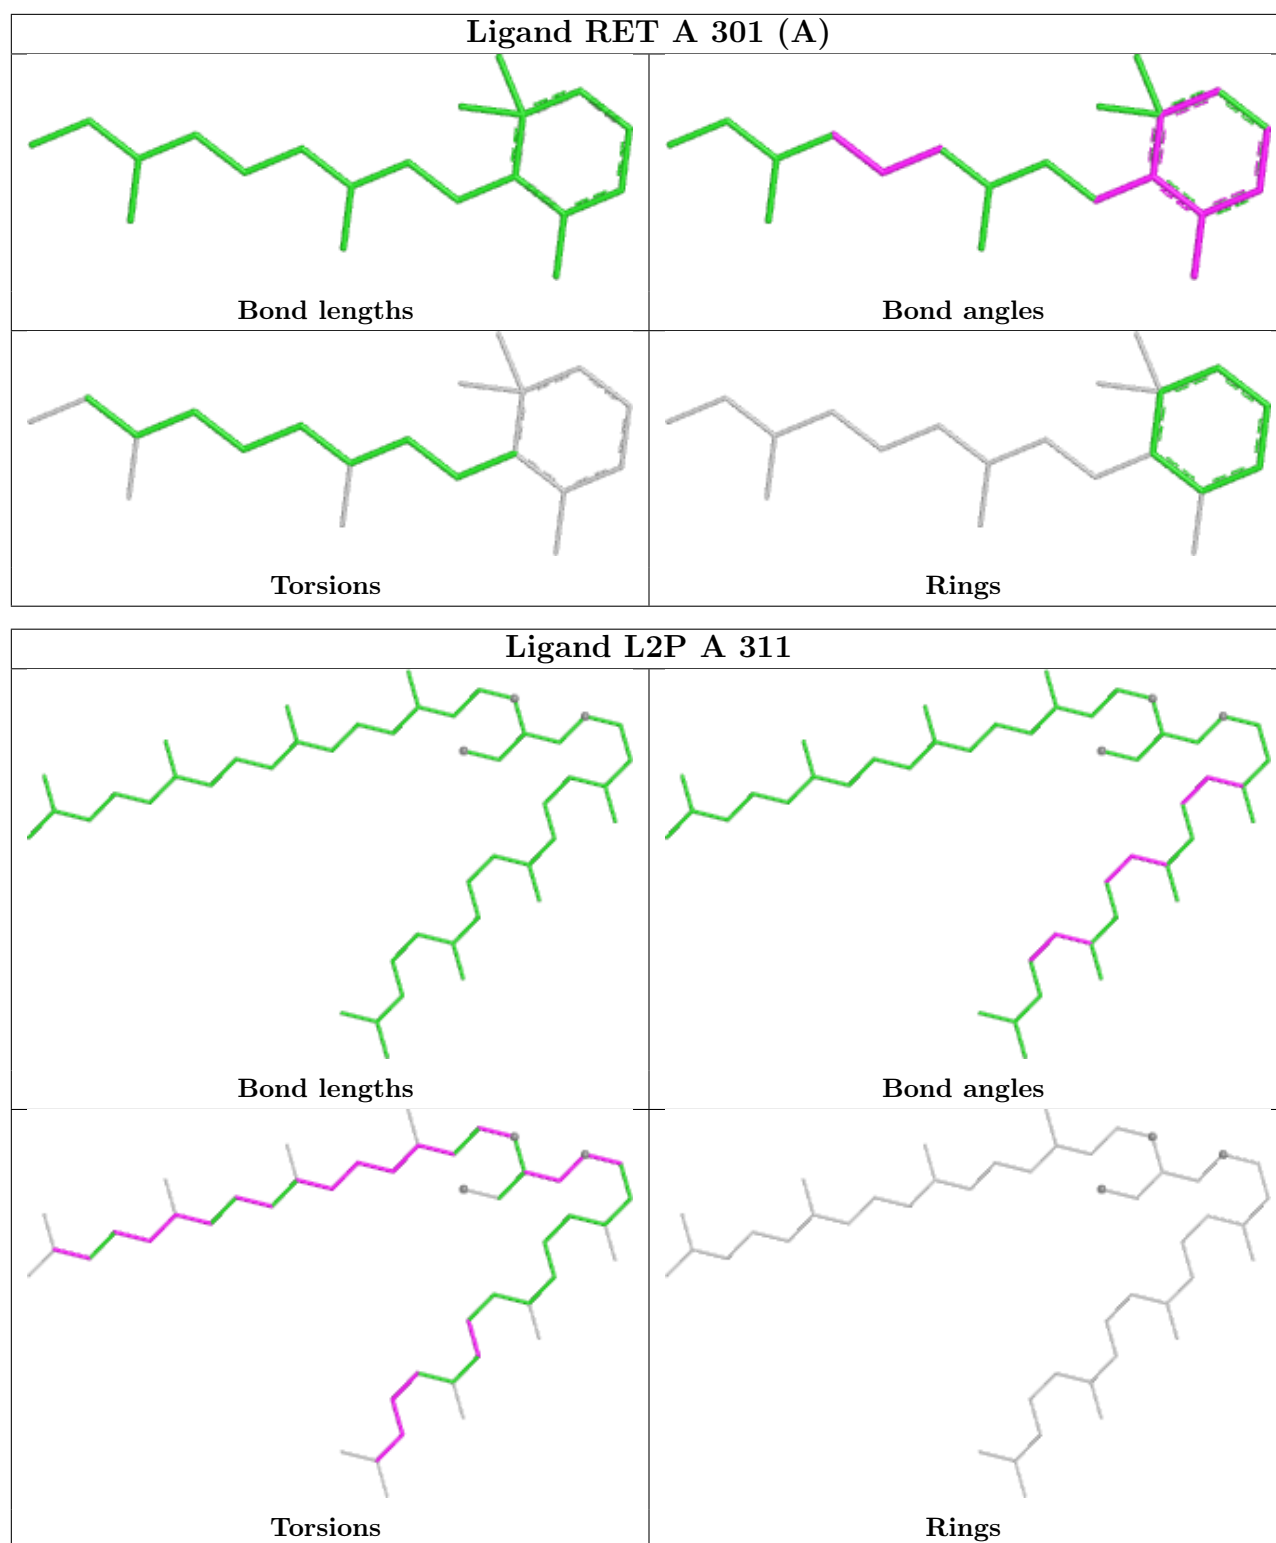 Ligand RET A 301 (A)
Bond lengths
Bond angles
Torsions
Rings
Ligand L2P A 311
Bond lengths
Bond angles
Torsions
Rings